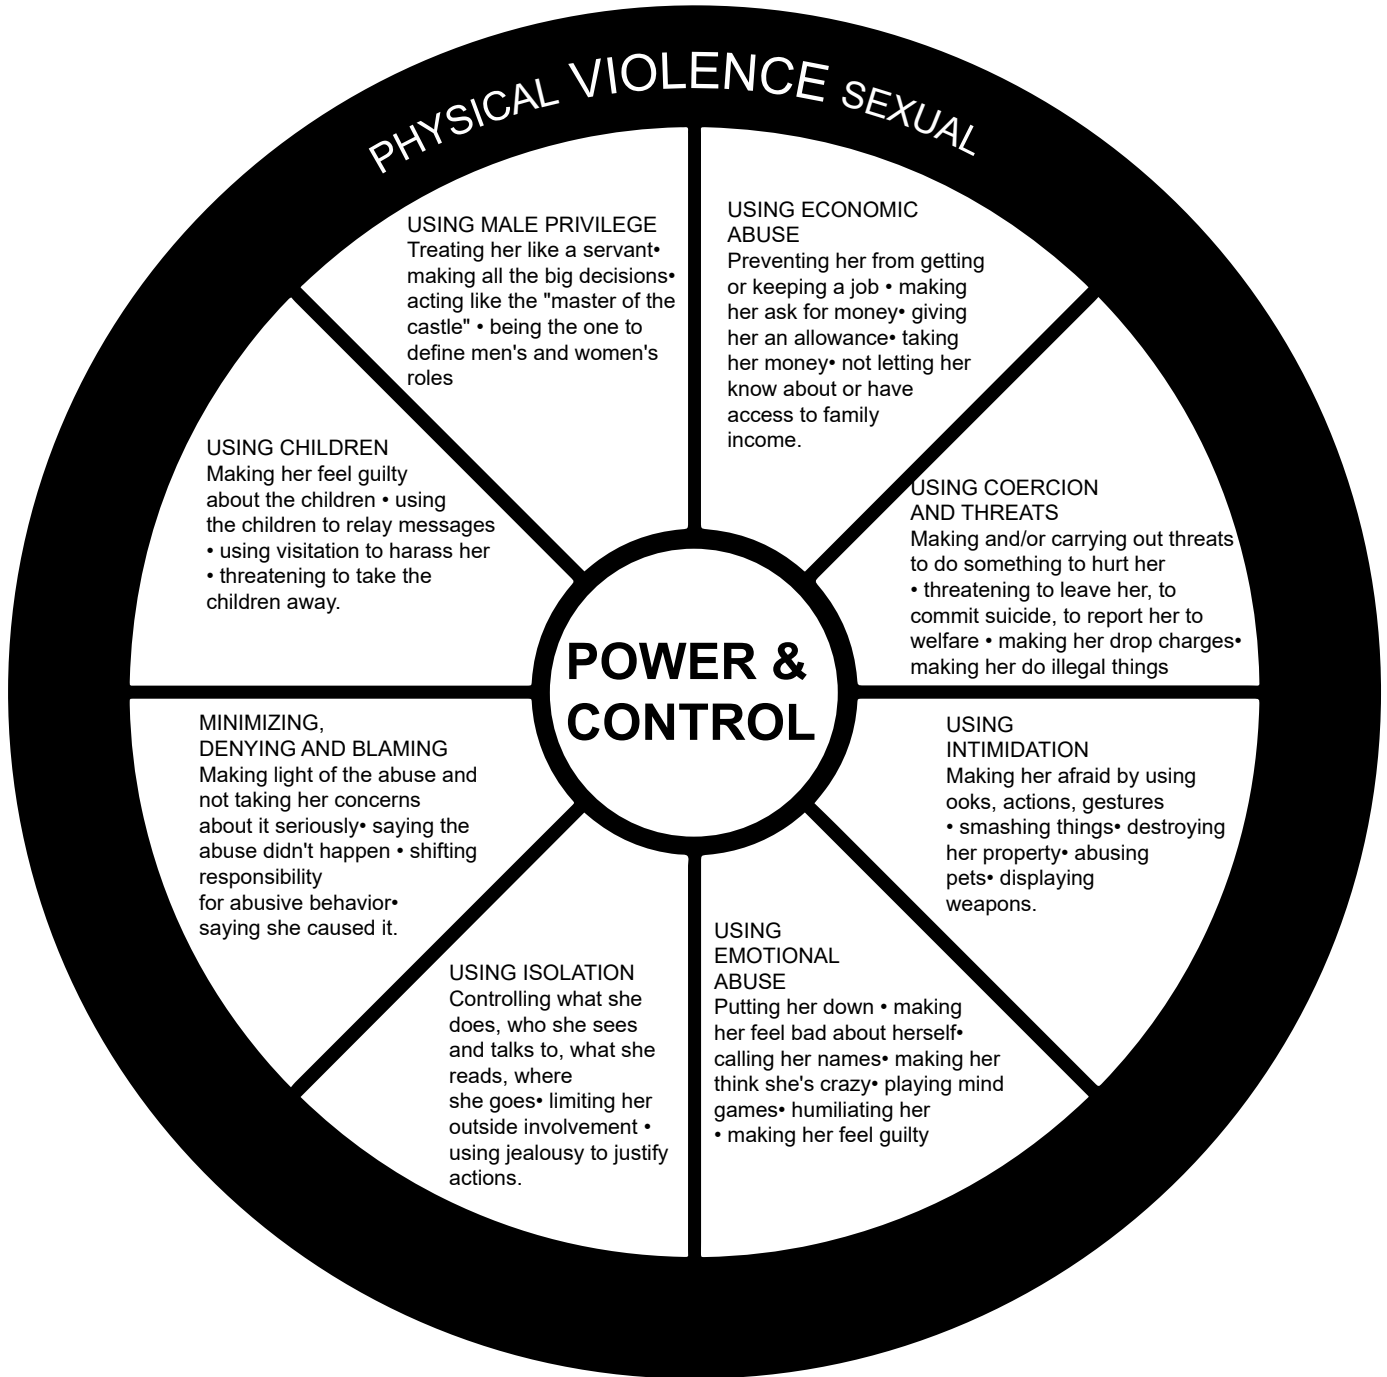 PHYSICAL VIOLENCE SEXUAL
USING MALE PRIVILEGE
Treating her like a servant•
making all the big decisions•
acting like the "master of the
castle" • being the one to
define men's and women's
roles
USING ECONOMIC
ABUSE
Preventing her from getting
or keeping a job • making
her ask for money• giving
her an allowance• taking
her money• not letting her
know about or have
access to family
income.
USING CHILDREN
Making her feel guilty
about the children • using
the children to relay messages
• using visitation to harass her
• threatening to take the
children away.
USING COERCION
AND THREATS
Making and/or carrying out threats
to do something to hurt her
• threatening to leave her, to
commit suicide, to report her to
welfare • making her drop charges•
making her do illegal things
POWER &
CONTROL
MINIMIZING,
DENYING AND BLAMING
Making light of the abuse and
not taking her concerns
about it seriously• saying the
abuse didn't happen • shifting
responsibility
for abusive behavior•
saying she caused it.
USING
INTIMIDATION
Making her afraid by using
ooks, actions, gestures
• smashing things• destroying
her property• abusing
pets• displaying
weapons.
USING ISOLATION
Controlling what she
does, who she sees
and talks to, what she
reads, where
she goes• limiting her
outside involvement •
using jealousy to justify
actions.
USING
EMOTIONAL
ABUSE
Putting her down • making
her feel bad about herself•
calling her names• making her
think she's crazy• playing mind
games• humiliating her
• making her feel guilty